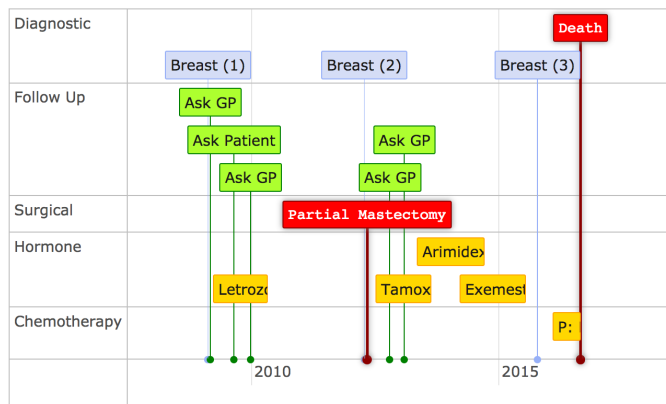 Diagnostic
Death
Breast (1)
Breast (2)
Breast (3)
Follow Up
Ask GP
Ask Patient
Ask GP
Ask GP
Ask GP
Surgical
Partial Mastectomy
Hormone
Arimidex
Letrozo
Tamox
Exemest
Chemotherapy
P:
2010
2015